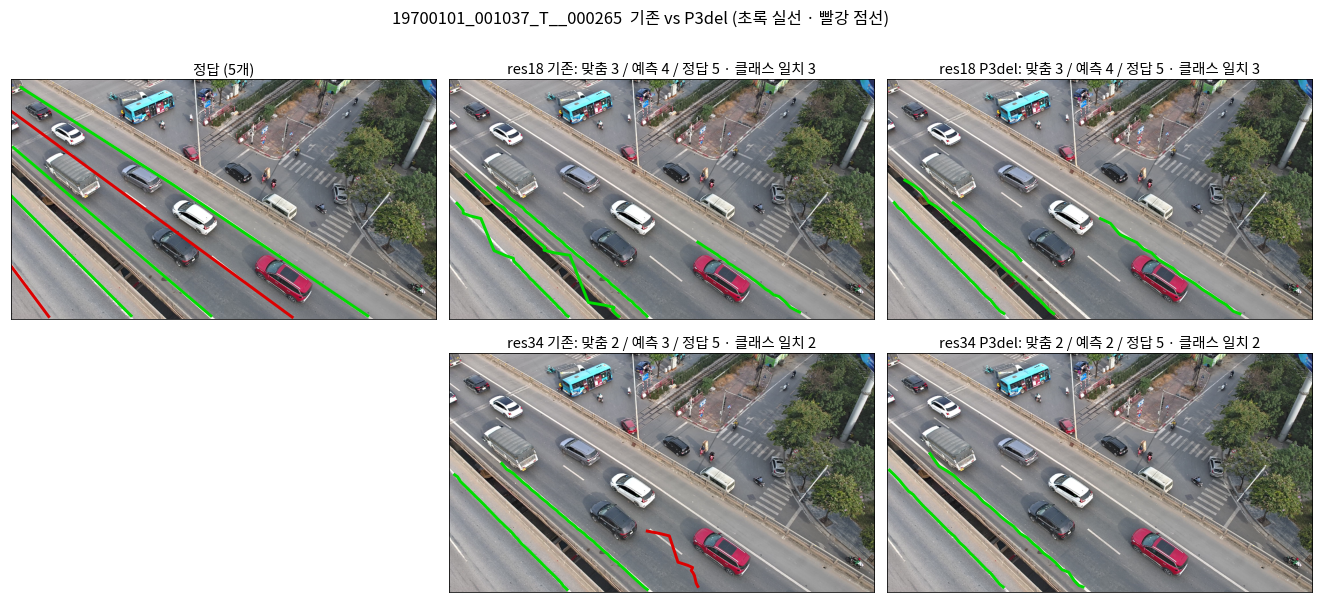 19700101_001037_T__000265 기존 vs P3del (초록 실선 · 빨강 점선)
정답 (5개)
res18 기존: 맞춤 3 / 예측 4 / 정답 5 · 클래스 일치 3
res18 P3del: 맞춤 3 / 예측 4 / 정답 5 · 클래스 일치 3
res34 기존: 맞춤 2 / 예측 3 / 정답 5 · 클래스 일치 2
res34 P3del: 맞춤 2 / 예측 2 / 정답 5 · 클래스 일치 2